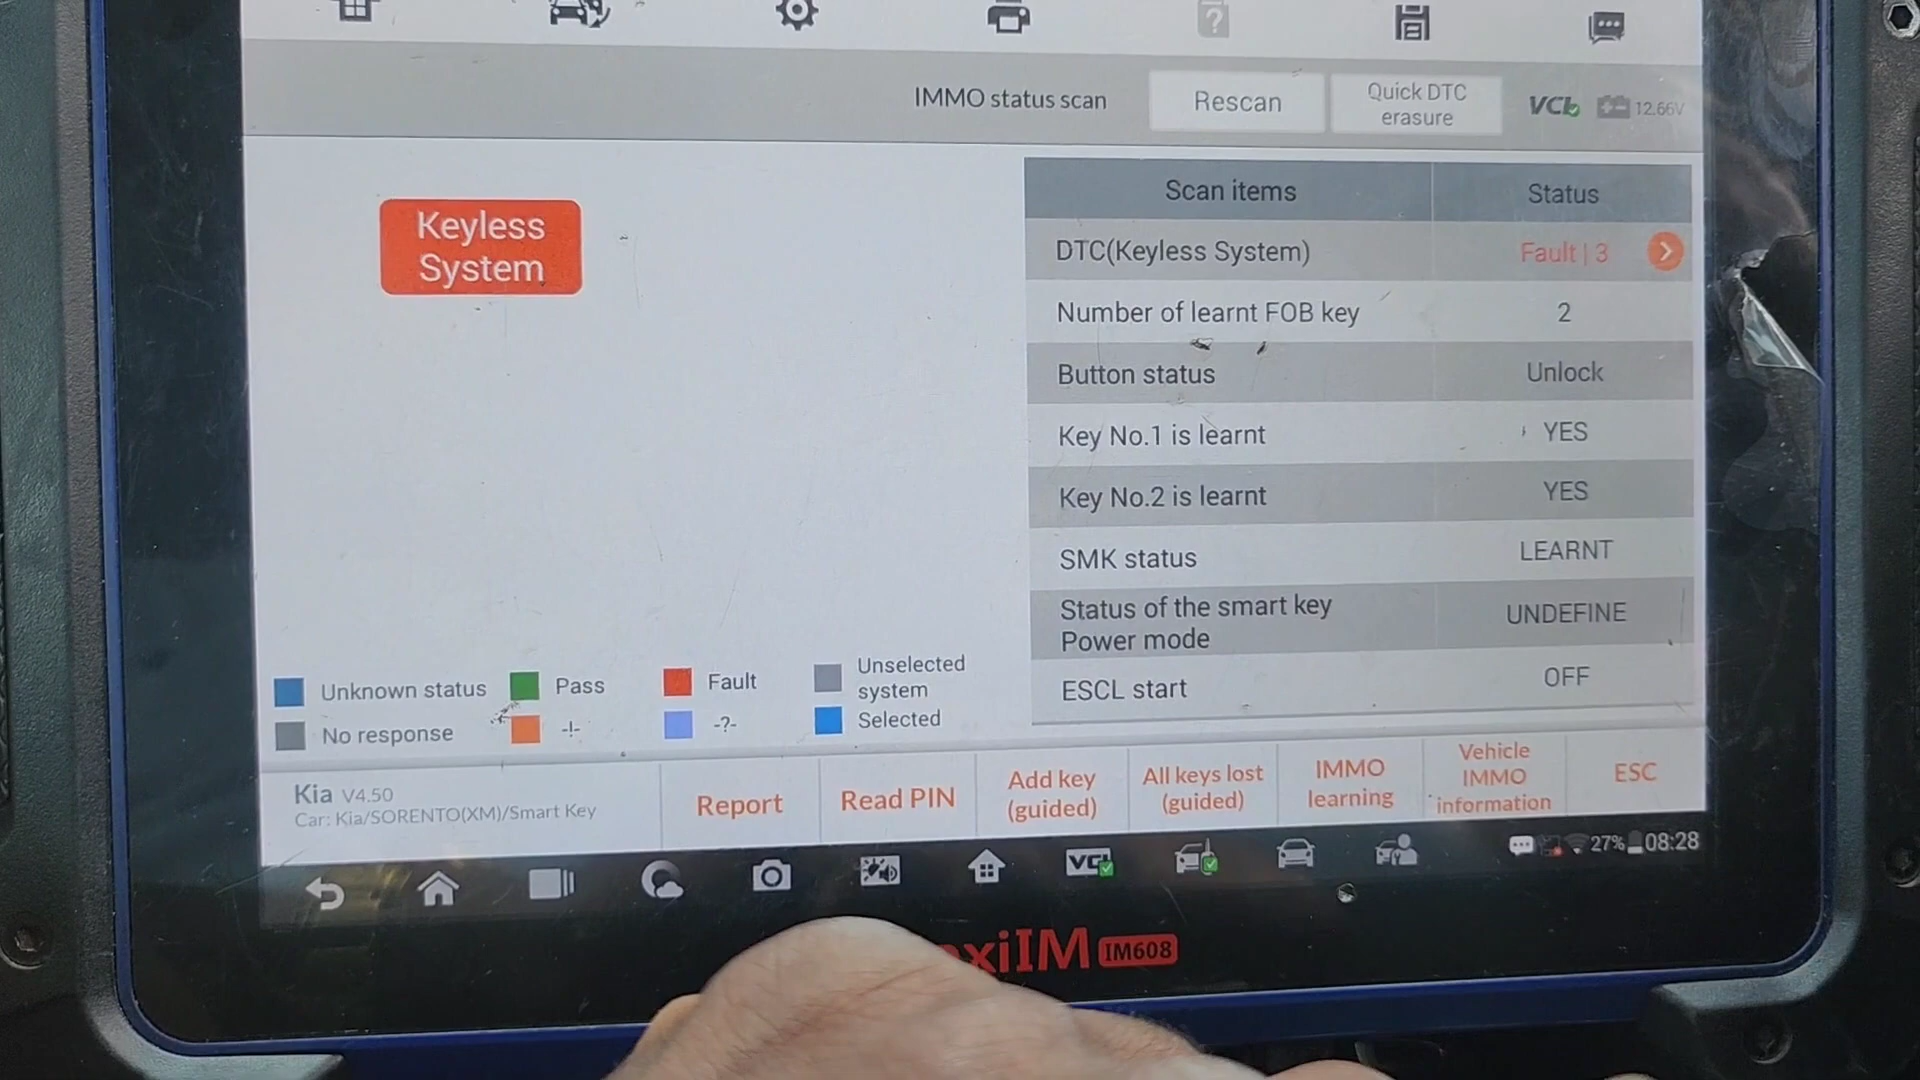 IMMO status scan
Rescan
Quick DTC
erasure
VCI
12.66V
Keyless
System
Scan items
Status
DTC(Keyless System)
Fault | 3
Number of learnt FOB key
2
Button status
Unlock
Key No.1 is learnt
YES
Key No.2 is learnt
YES
SMK status
LEARNT
Status of the smart key
Power mode
UNDEFINE
ESCL start
OFF
Unknown status
Pass
Fault
Unselected
system
No response
-!-
-?-
Selected
Kia V4.50
Car: Kia/SORENTO(XM)/Smart Key
Report
Read PIN
Add key
(guided)
All keys lost
(guided)
IMMO
learning
Vehicle
IMMO
information
ESC
VCI
27%
08:28
xiIM IM608